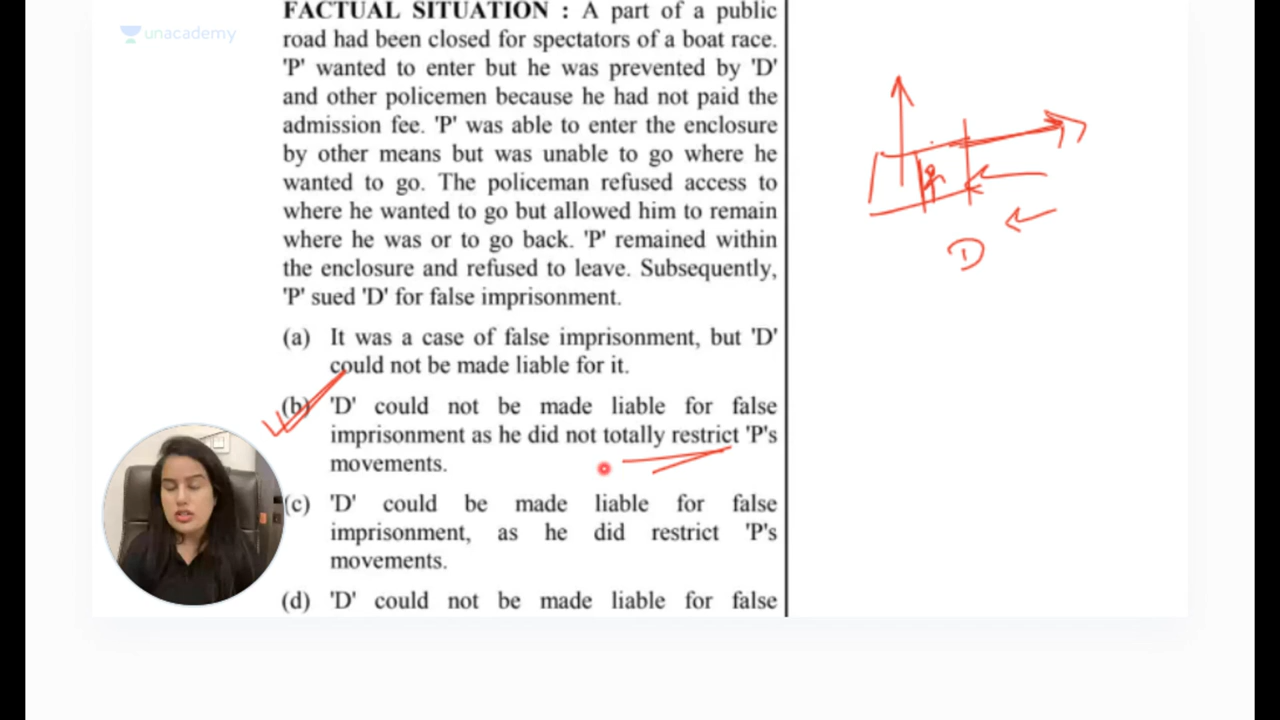 unacademy
FACTUAL SITUATION : A part of a public
road had been closed for spectators of a boat race.
'P' wanted to enter but he was prevented by 'D'
and other policemen because he had not paid the
admission fee. 'P' was able to enter the enclosure
by other means but was unable to go where he
wanted to go. The policeman refused access to
where he wanted to go but allowed him to remain
where he was or to go back. 'P' remained within
the enclosure and refused to leave. Subsequently,
'P' sued 'D' for false imprisonment.
(a) It was a case of false imprisonment, but 'D'
could not be made liable for it.
(b) 'D' could not be made liable for false
imprisonment as he did not totally restrict 'P's
movements.
(c) 'D' could be made liable for false
imprisonment, as he did restrict 'P's
movements.
(d) 'D' could not be made liable for false
D